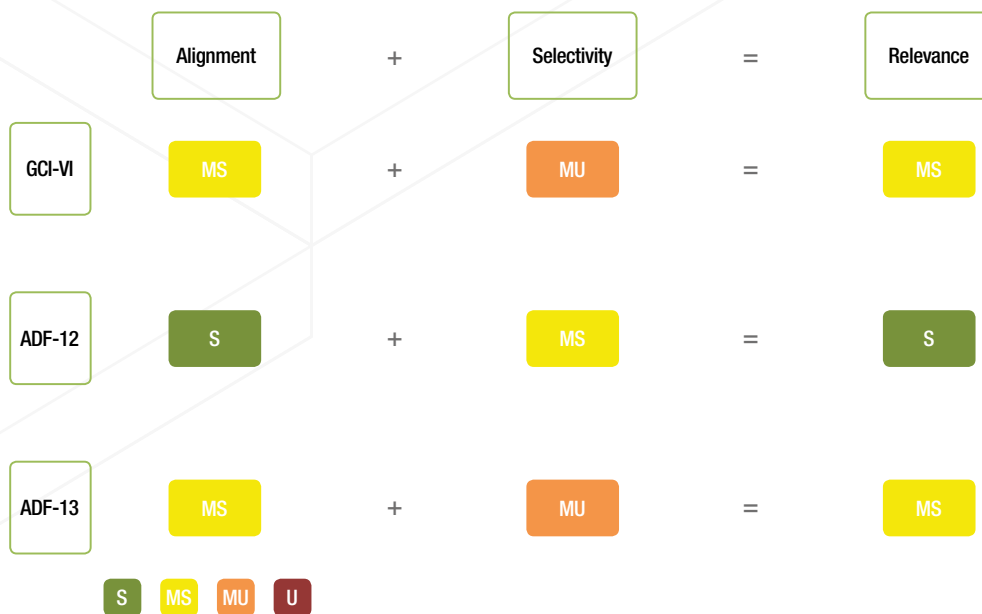 Alignment + Selectivity = Relevance
GCI-VI MS + MU = MS
ADF-12 S + MS = S
ADF-13 MS + MU = MS
S MS MU U